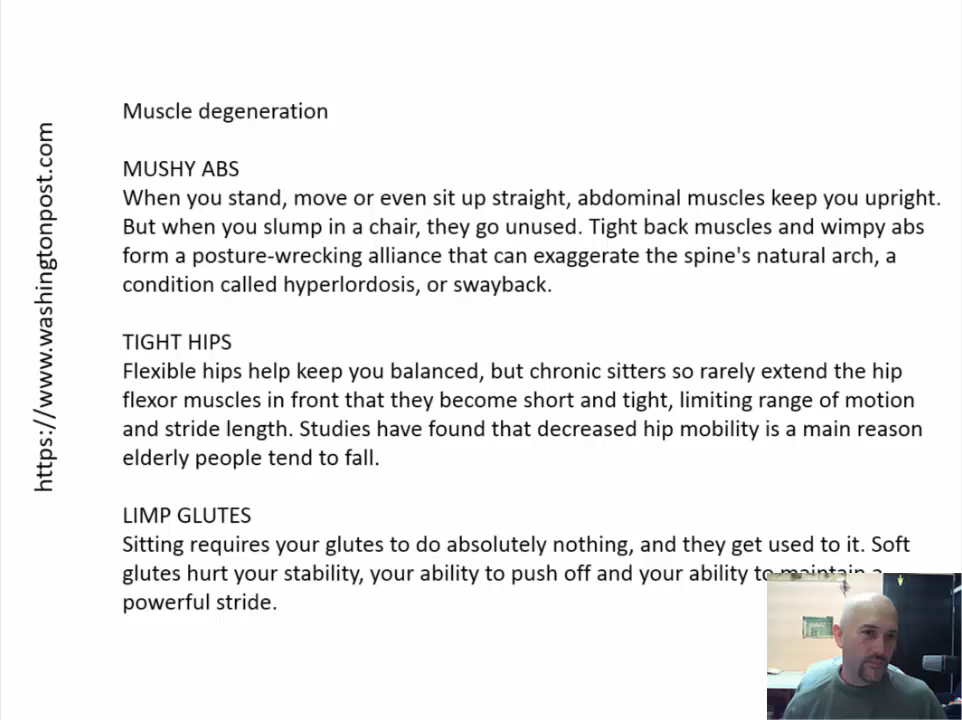 https://www.washingtonpost.com
Muscle degeneration
MUSHY ABS
When you stand, move or even sit up straight, abdominal muscles keep you upright.
But when you slump in a chair, they go unused. Tight back muscles and wimpy abs
form a posture-wrecking alliance that can exaggerate the spine's natural arch, a
condition called hyperlordosis, or swayback.
TIGHT HIPS
Flexible hips help keep you balanced, but chronic sitters so rarely extend the hip
flexor muscles in front that they become short and tight, limiting range of motion
and stride length. Studies have found that decreased hip mobility is a main reason
elderly people tend to fall.
LIMP GLUTES
Sitting requires your glutes to do absolutely nothing, and they get used to it. Soft
glutes hurt your stability, your ability to push off and your ability to maintain a
powerful stride.